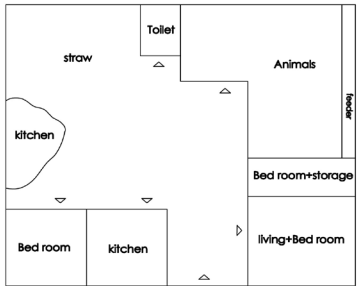 Toilet
straw
Animals
feeder
kitchen
Bed room+storage
Bed room
kitchen
living+Bed room